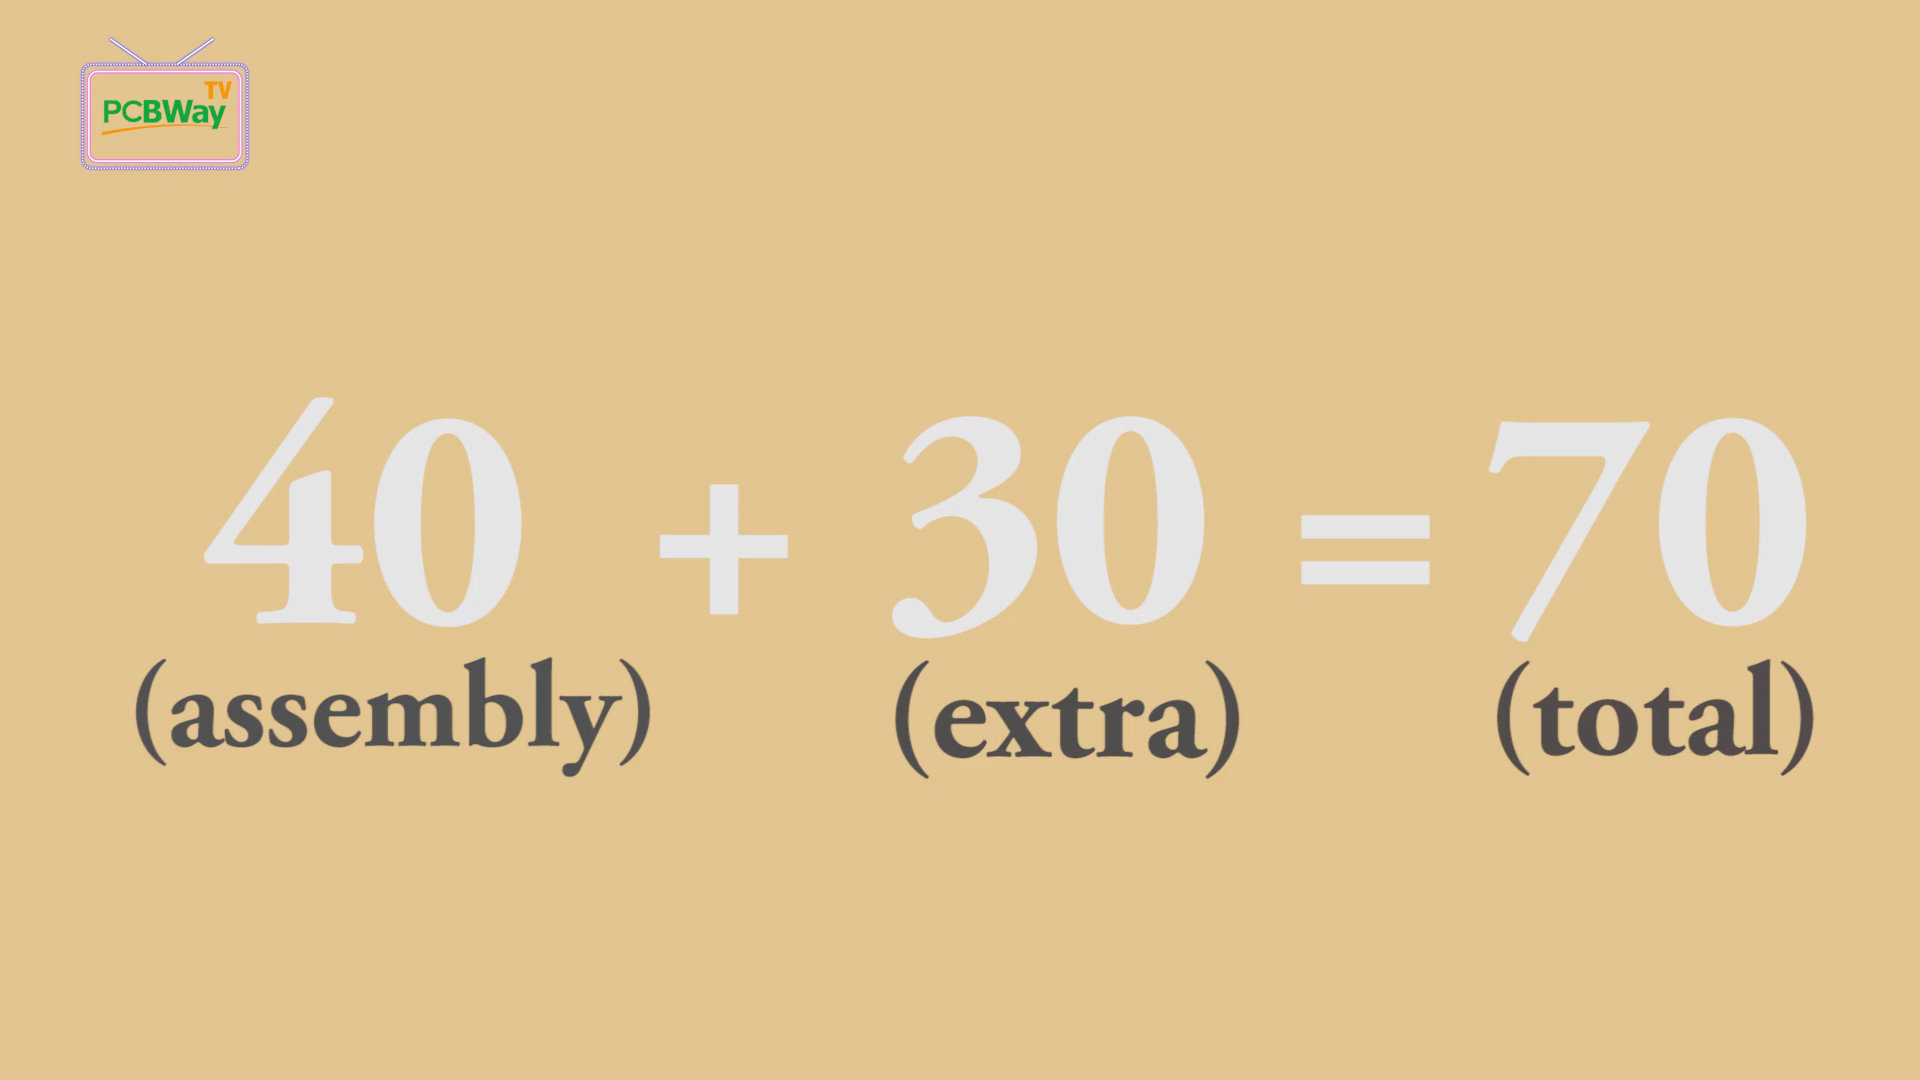 TV
PCBWay
40 + 30 = 70
(assembly) (extra) (total)